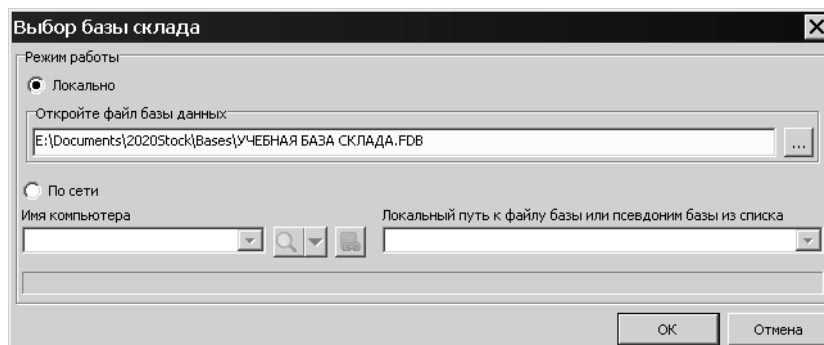 Выбор базы склада
Режим работы
Локально
Откройте файл базы данных
E:\Documents\2020Stock\Bases\УЧЕБНАЯ БАЗА СКЛАДА.FDB
...
По сети
Имя компьютера
Локальный путь к файлу базы или псевдоним базы из списка
OK
Отмена